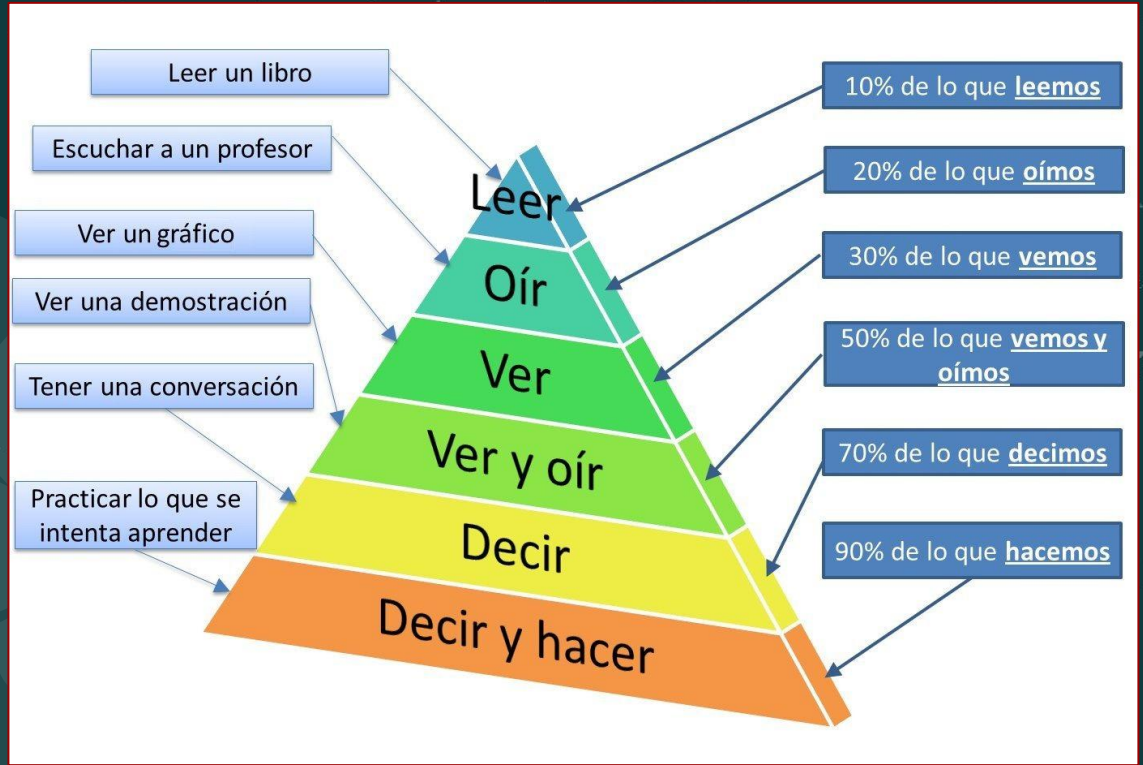 Leer un libro
Escuchar a un profesor
Ver un gráfico
Ver una demostración
Tener una conversación
Practicar lo que se
intenta aprender
Leer
Oír
Ver
Ver y oír
Decir
Decir y hacer
10% de lo que leemos
20% de lo que oímos
30% de lo que vemos
50% de lo que vemos y
oímos
70% de lo que decimos
90% de lo que hacemos